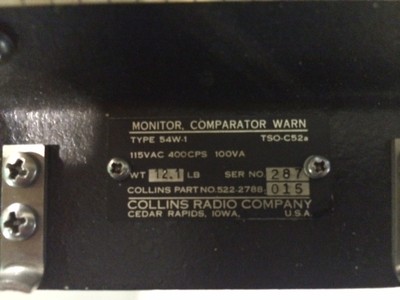 MONITOR, COMPARATOR WARN
TYPE 54W-1 TSO-C52a
115VAC 400CPS 100VA
WT 12.1 LB SER NO. 287
COLLINS PART NO. 522-2788-015
COLLINS RADIO COMPANY
CEDAR RAPIDS, IOWA, U.S.A.